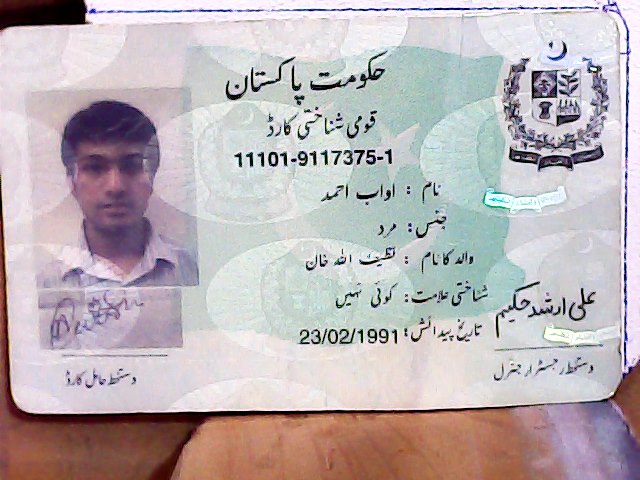 حکومت پاکستان
قومی شناختی کارڈ
11101-9117375-1
نام : اواب احمد
جنس: مرد
والد کا نام : لطیف اللہ خان
شناختی علامت: کوئی نہیں
تاریخ پیدائش: 23/02/1991
علی ارشد حکیم
دستخط رجسٹرار جنرل
دستخط حامل کارڈ